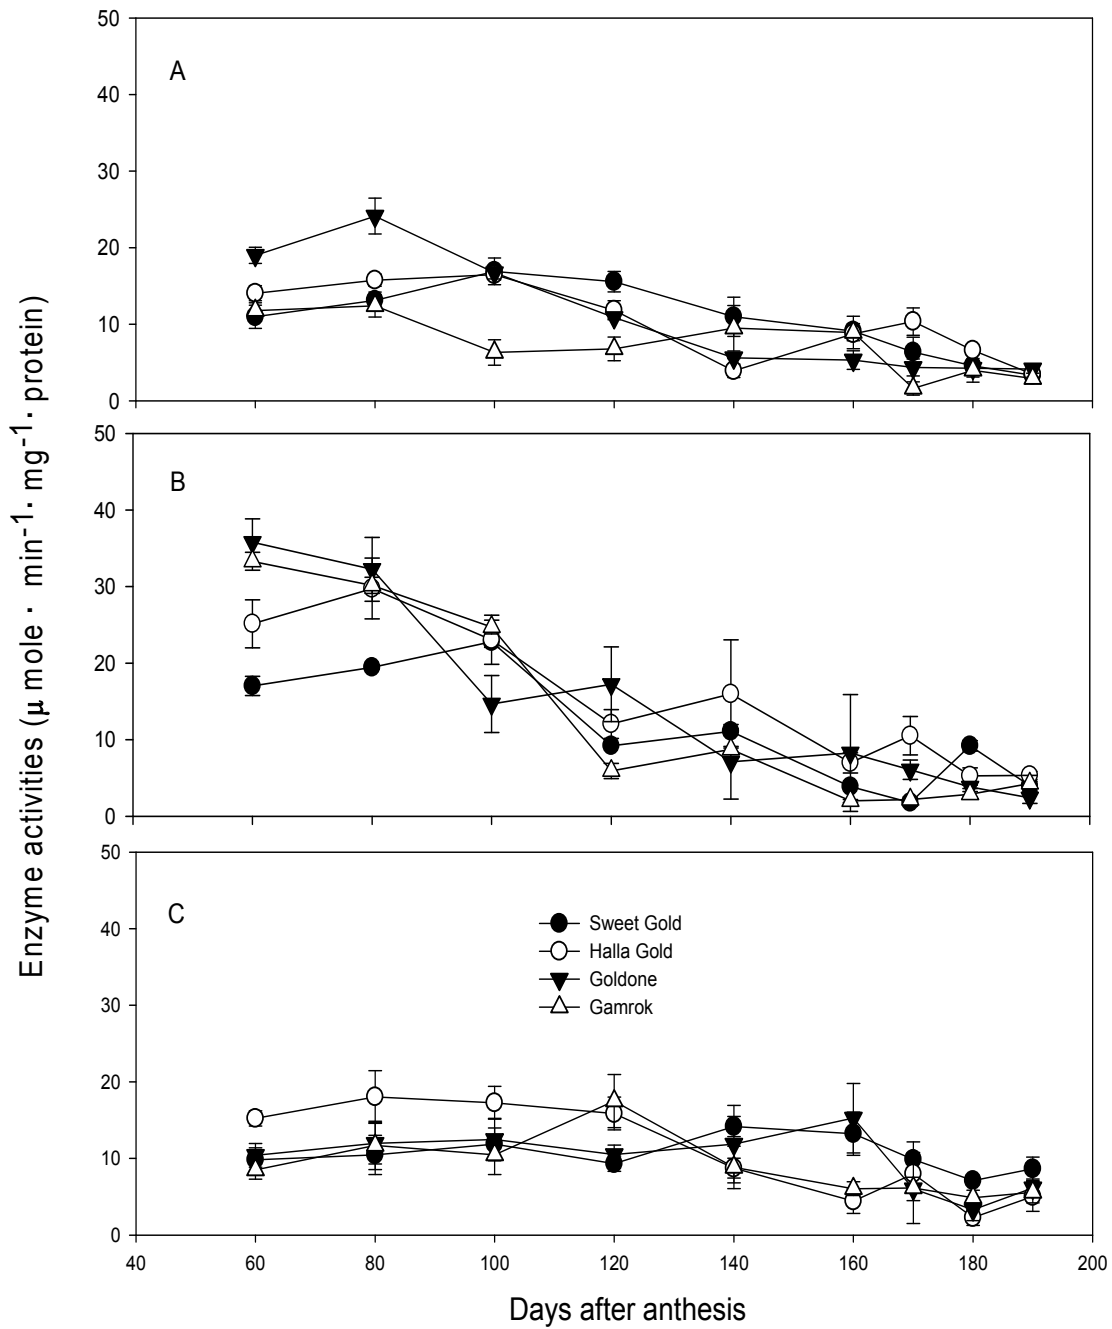 50
40
30
20
10
0
A
50
40
30
20
10
0
B
50
40
30
20
10
0
C
Sweet Gold
Halla Gold
Goldone
Gamrok
40 60 80 100 120 140 160 180 200
Days after anthesis
Enzyme activities (μ mole · min⁻¹· mg⁻¹· protein)